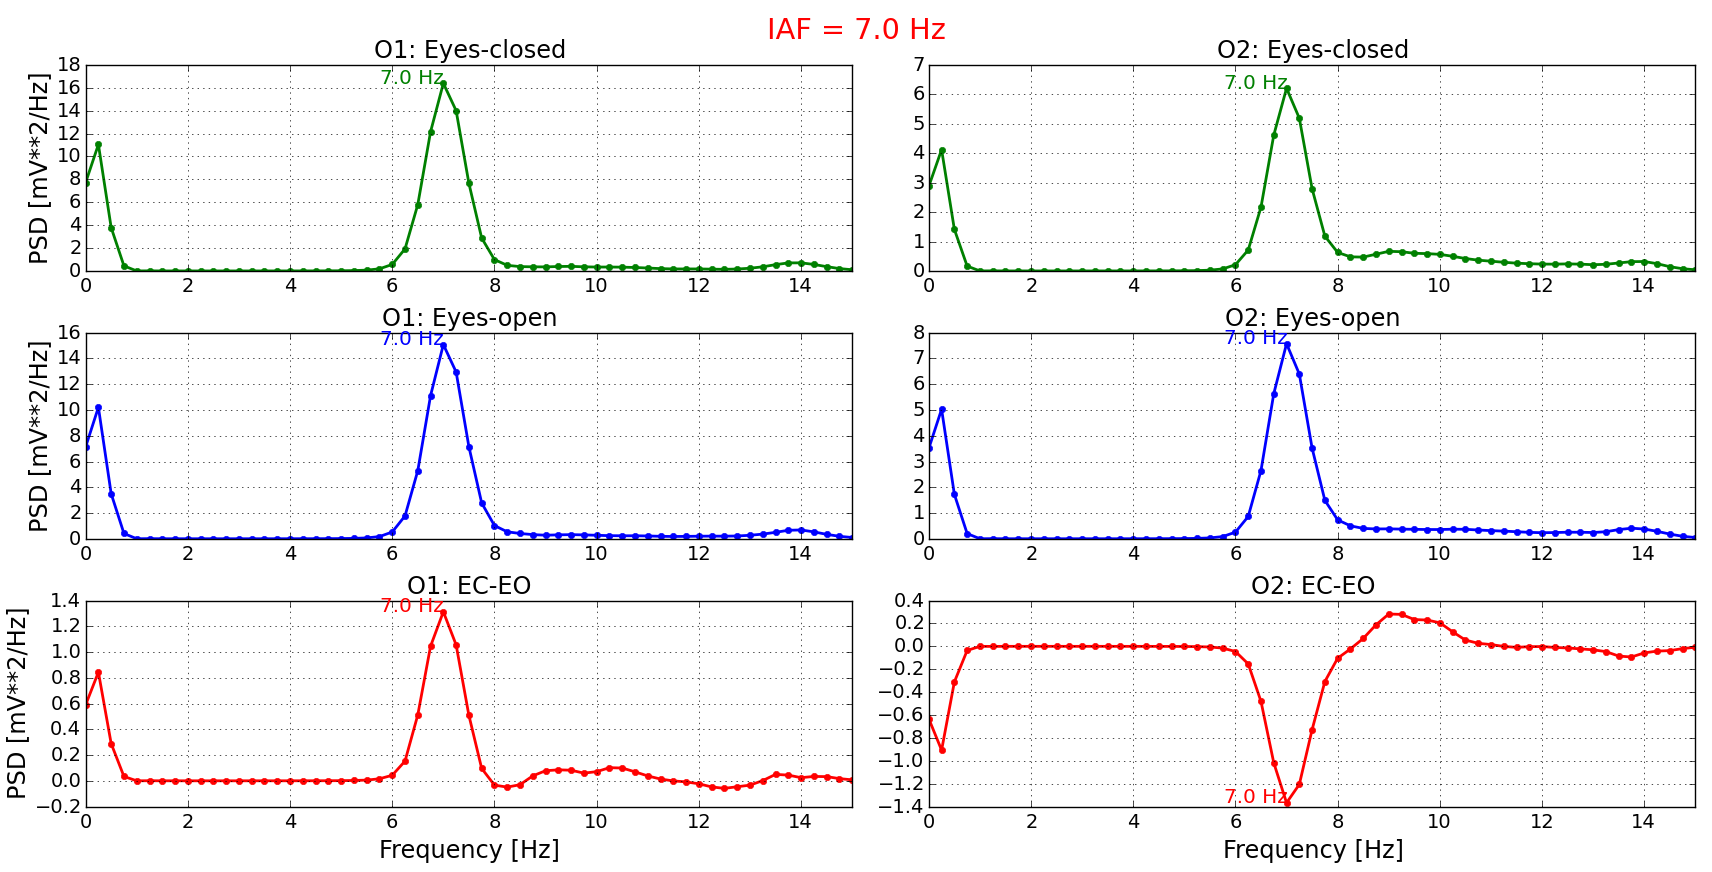 IAF = 7.0 Hz
O1: Eyes-closed
O2: Eyes-closed
PSD [mV**2/Hz]
18
16
14
12
10
8
6
4
2
0
7.0 Hz
0 2 4 6 8 10 12 14
7
6
5
4
3
2
1
0
7.0 Hz
0 2 4 6 8 10 12 14
O1: Eyes-open
O2: Eyes-open
PSD [mV**2/Hz]
16
14
12
10
8
6
4
2
0
7.0 Hz
0 2 4 6 8 10 12 14
8
7
6
5
4
3
2
1
0
7.0 Hz
0 2 4 6 8 10 12 14
O1: EC-EO
O2: EC-EO
PSD [mV**2/Hz]
1.4
1.2
1.0
0.8
0.6
0.4
0.2
0.0
−0.2
7.0 Hz
0 2 4 6 8 10 12 14
Frequency [Hz]
0.4
0.2
0.0
−0.2
−0.4
−0.6
−0.8
−1.0
−1.2
−1.4
7.0 Hz
0 2 4 6 8 10 12 14
Frequency [Hz]